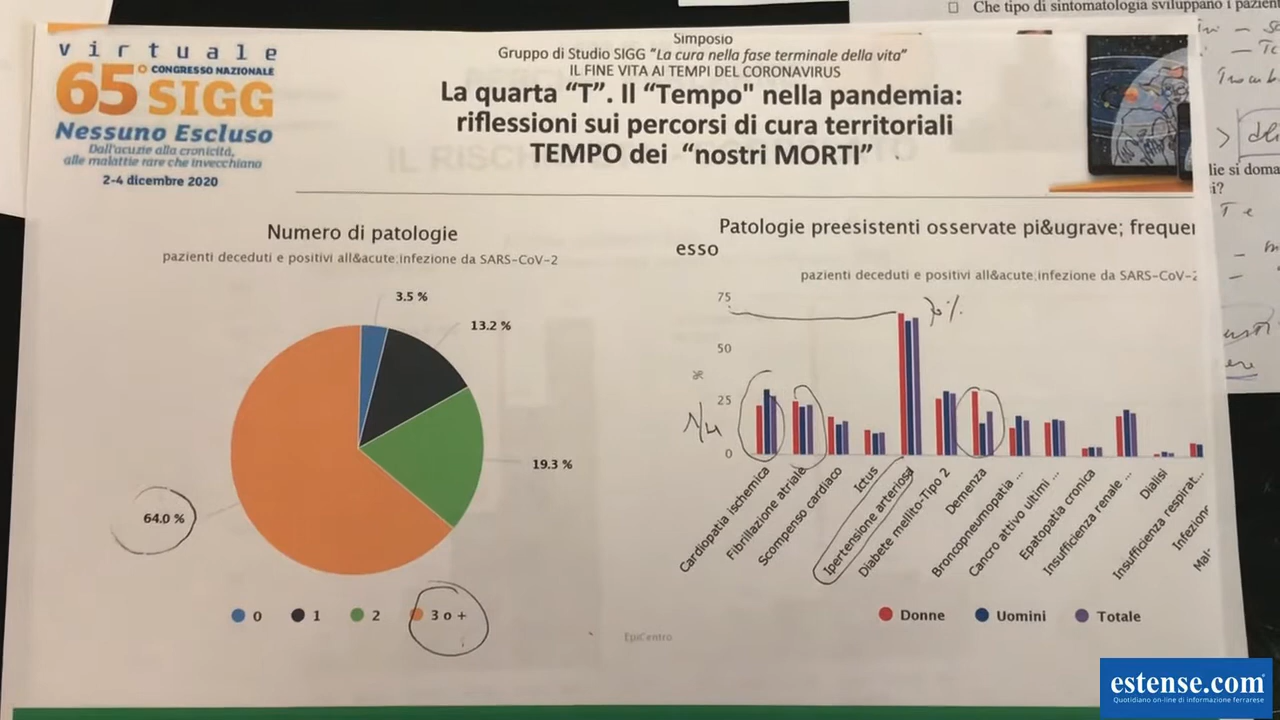 virtuale
65° CONGRESSO NAZIONALE
SIGG
Nessuno Escluso
Dall'acuzie alla cronicità,
alle malattie rare che invecchiano
2-4 dicembre 2020
Simposio
Gruppo di Studio SIGG "La cura nella fase terminale della vita"
IL FINE VITA AI TEMPI DEL CORONAVIRUS
La quarta "T". Il "Tempo" nella pandemia:
riflessioni sui percorsi di cura territoriali
TEMPO dei "nostri MORTI"
□ Che tipo di sintomatologia sviluppano i pazient
lie si doma
i?
Numero di patologie
pazienti deceduti e positivi all&acute;infezione da SARS-CoV-2
3.5 %
13.2 %
19.3 %
64.0 %
0 1 2 3 o +
Patologie preesistenti osservate pi&ugrave; frequer
esso
pazienti deceduti e positivi all&acute;infezione da SARS-CoV-2
75
50
25
0
%
70%
Cardiopatia ischemica
Fibrillazione atriale
Scompenso cardiaco
Ictus
Ipertensione arteriosa
Diabete mellito-Tipo 2
Demenza
Broncopneumopatia ...
Cancro attivo ultimi ...
Epatopatia cronica
Insufficienza renale ...
Dialisi
Insufficienza respirat...
Infezione
Donne Uomini Totale
EpiCentro
estense.com®
Quotidiano on-line di informazione ferrarese